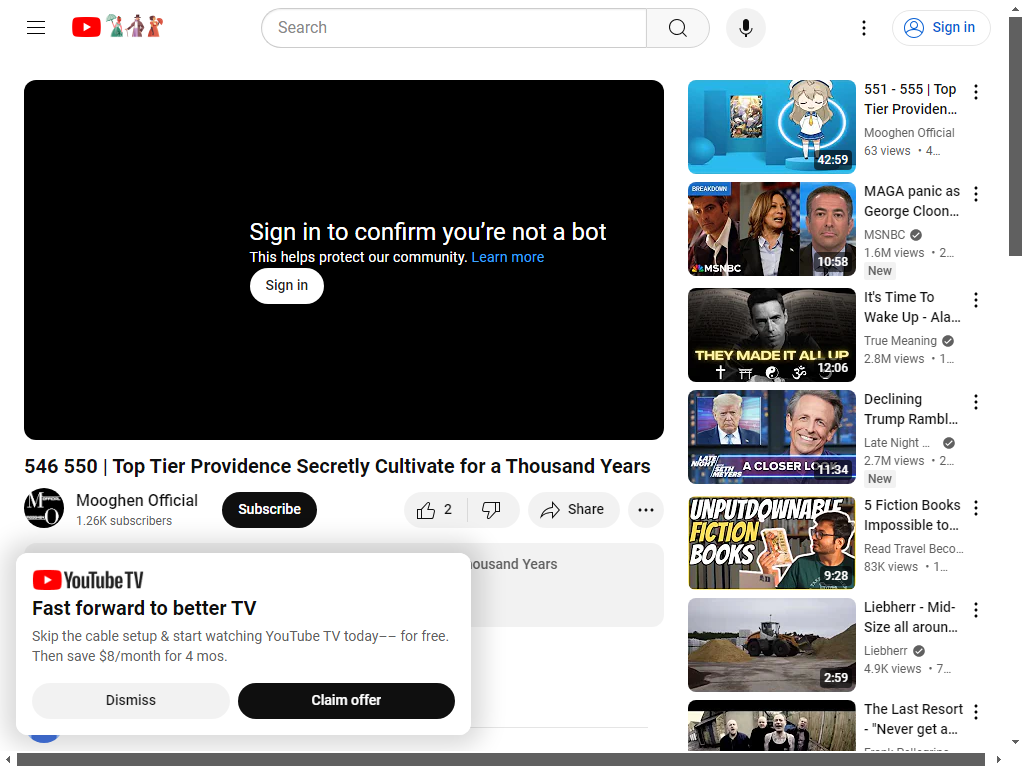 Search
Sign in
Sign in to confirm you're not a bot
This helps protect our community. Learn more
Sign in
546 550 | Top Tier Providence Secretly Cultivate for a Thousand Years
Mooghen Official
1.26K subscribers
Subscribe
2
Share
housand Years
YouTube TV
Fast forward to better TV
Skip the cable setup & start watching YouTube TV today–– for free.
Then save $8/month for 4 mos.
Dismiss
Claim offer
42:59
551 - 555 | Top
Tier Providen...
Mooghen Official
63 views • 4...
BREAKDOWN
MSNBC
10:58
MAGA panic as
George Cloon...
MSNBC
1.6M views • 2...
New
THEY MADE IT ALL UP
12:06
It's Time To
Wake Up - Ala...
True Meaning
2.8M views • 1...
LATE NIGHT
SETH MEYERS
A CLOSER LOOK
11:34
Declining
Trump Rambl...
Late Night ...
2.7M views • 2...
New
UNPUTDOWNABLE
FICTION
BOOKS
9:28
5 Fiction Books
Impossible to...
Read Travel Beco...
83K views • 1...
2:59
Liebherr - Mid-
Size all aroun...
Liebherr
4.9K views • 7...
The Last Resort
- "Never get a...